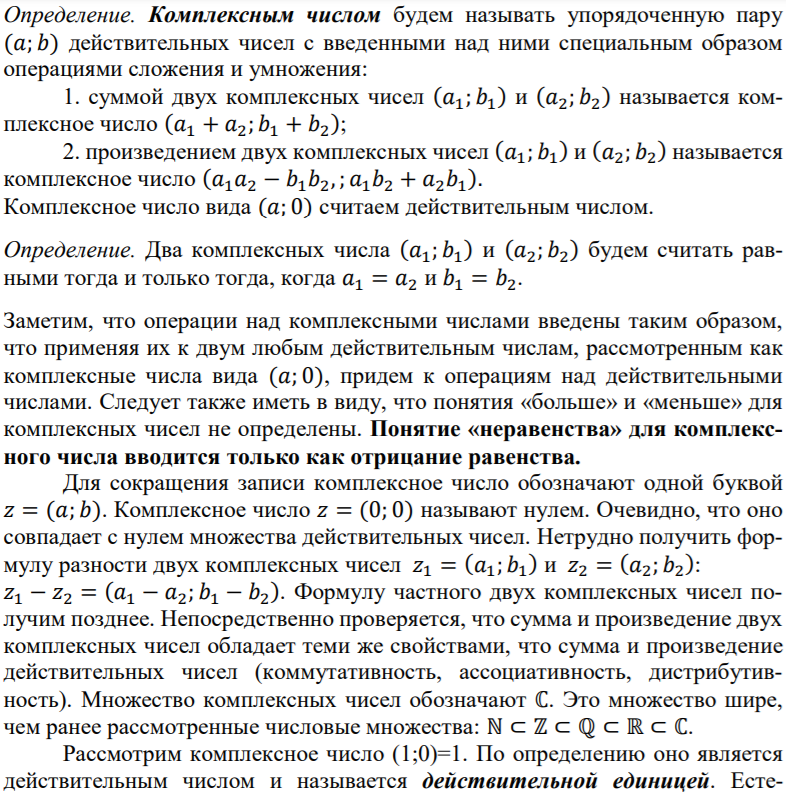 Определение. Комплексным числом будем называть упорядоченную пару
(a; b) действительных чисел с введенными над ними специальным образом
операциями сложения и умножения:
1. суммой двух комплексных чисел (a₁; b₁) и (a₂; b₂) называется ком-
плексное число (a₁ + a₂; b₁ + b₂);
2. произведением двух комплексных чисел (a₁; b₁) и (a₂; b₂) называется
комплексное число (a₁a₂ − b₁b₂,; a₁b₂ + a₂b₁).
Комплексное число вида (a; 0) считаем действительным числом.
Определение. Два комплексных числа (a₁; b₁) и (a₂; b₂) будем считать рав-
ными тогда и только тогда, когда a₁ = a₂ и b₁ = b₂.
Заметим, что операции над комплексными числами введены таким образом,
что применяя их к двум любым действительным числам, рассмотренным как
комплексные числа вида (a; 0), придем к операциям над действительными
числами. Следует также иметь в виду, что понятия «больше» и «меньше» для
комплексных чисел не определены. Понятие «неравенства» для комплекс-
ного числа вводится только как отрицание равенства.
Для сокращения записи комплексное число обозначают одной буквой
z = (a; b). Комплексное число z = (0; 0) называют нулем. Очевидно, что оно
совпадает с нулем множества действительных чисел. Нетрудно получить фор-
мулу разности двух комплексных чисел z₁ = (a₁; b₁) и z₂ = (a₂; b₂):
z₁ − z₂ = (a₁ − a₂; b₁ − b₂). Формулу частного двух комплексных чисел по-
лучим позднее. Непосредственно проверяется, что сумма и произведение двух
комплексных чисел обладает теми же свойствами, что сумма и произведение
действительных чисел (коммутативность, ассоциативность, дистрибутив-
ность). Множество комплексных чисел обозначают ℂ. Это множество шире,
чем ранее рассмотренные числовые множества: ℕ ⊂ ℤ ⊂ ℚ ⊂ ℝ ⊂ ℂ.
Рассмотрим комплексное число (1;0)=1. По определению оно является
действительным числом и называется действительной единицей. Есте-